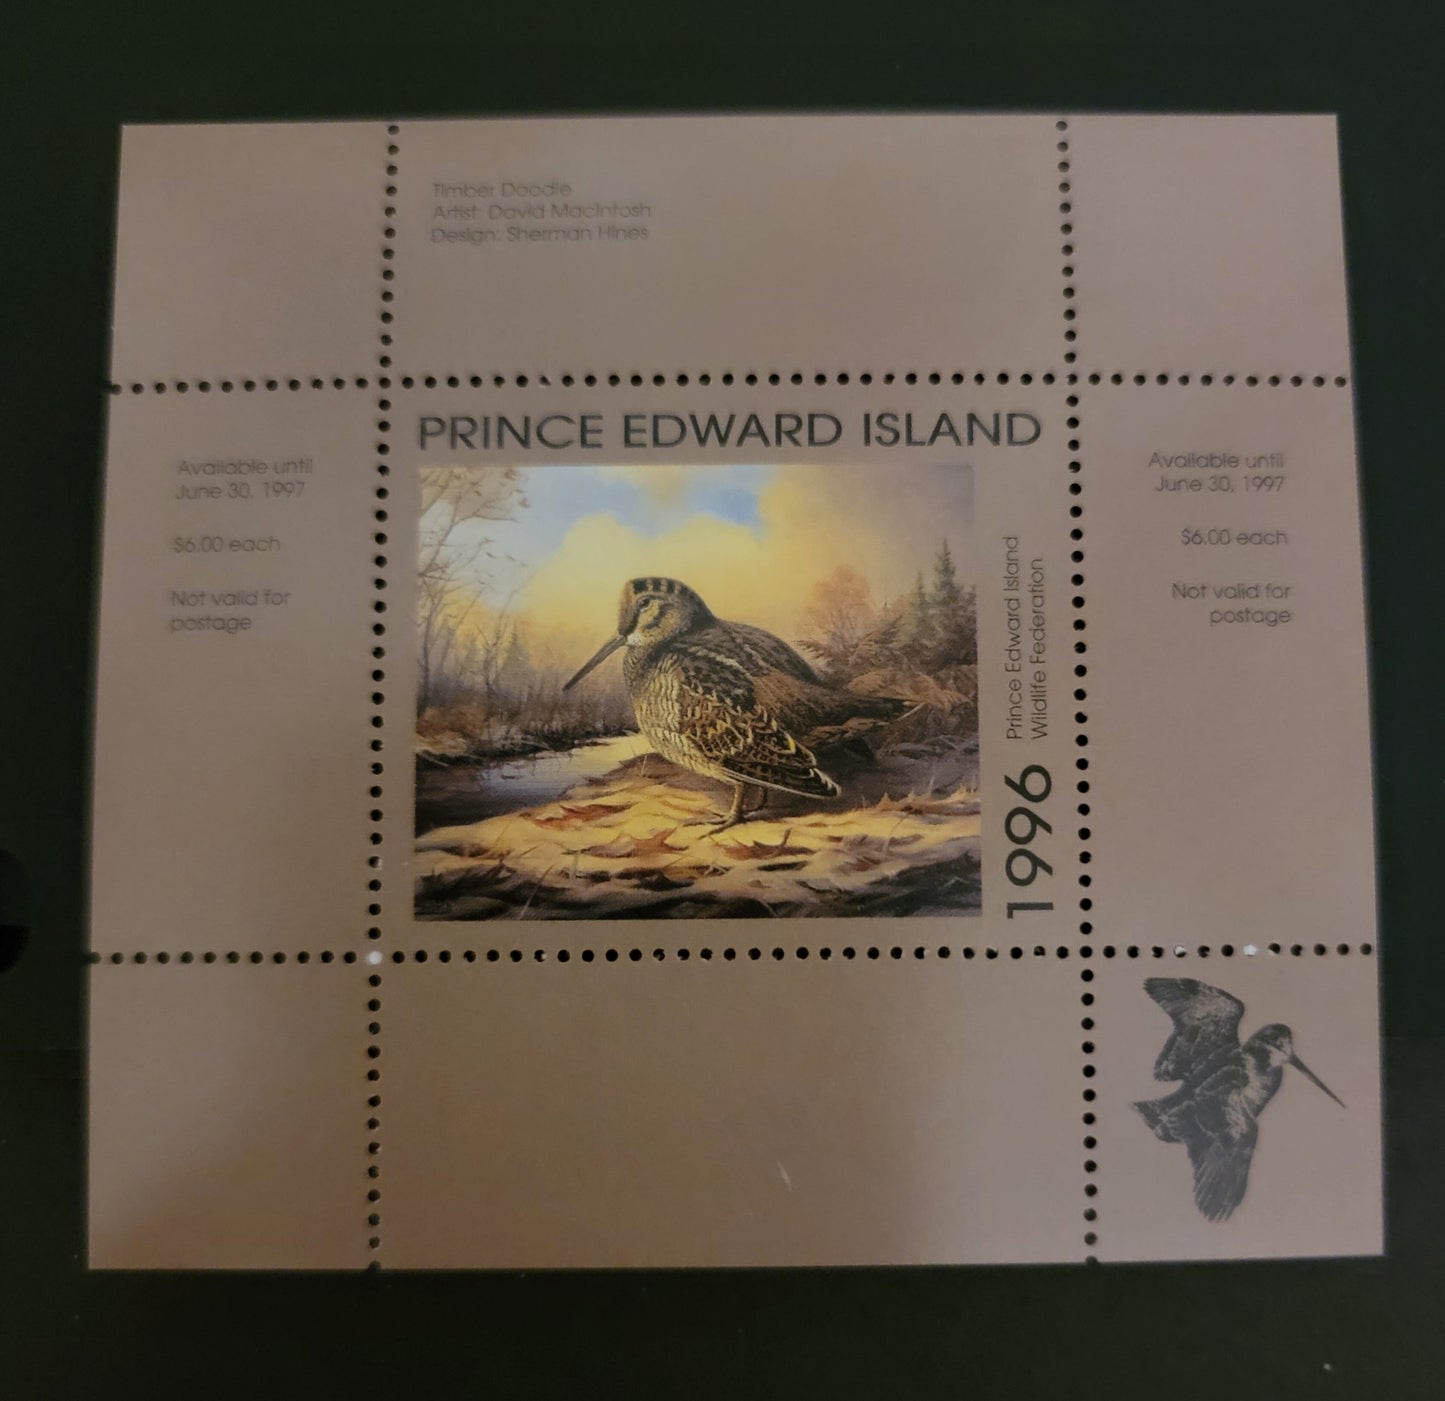 Timber Doodle
Artist: David MacIntosh
Design: Sherman Hines
PRINCE EDWARD ISLAND
Available until
June 30, 1997
$6.00 each
Not valid for
postage
Prince Edward Island
Wildlife Federation
1996
Available until
June 30, 1997
$6.00 each
Not valid for
postage